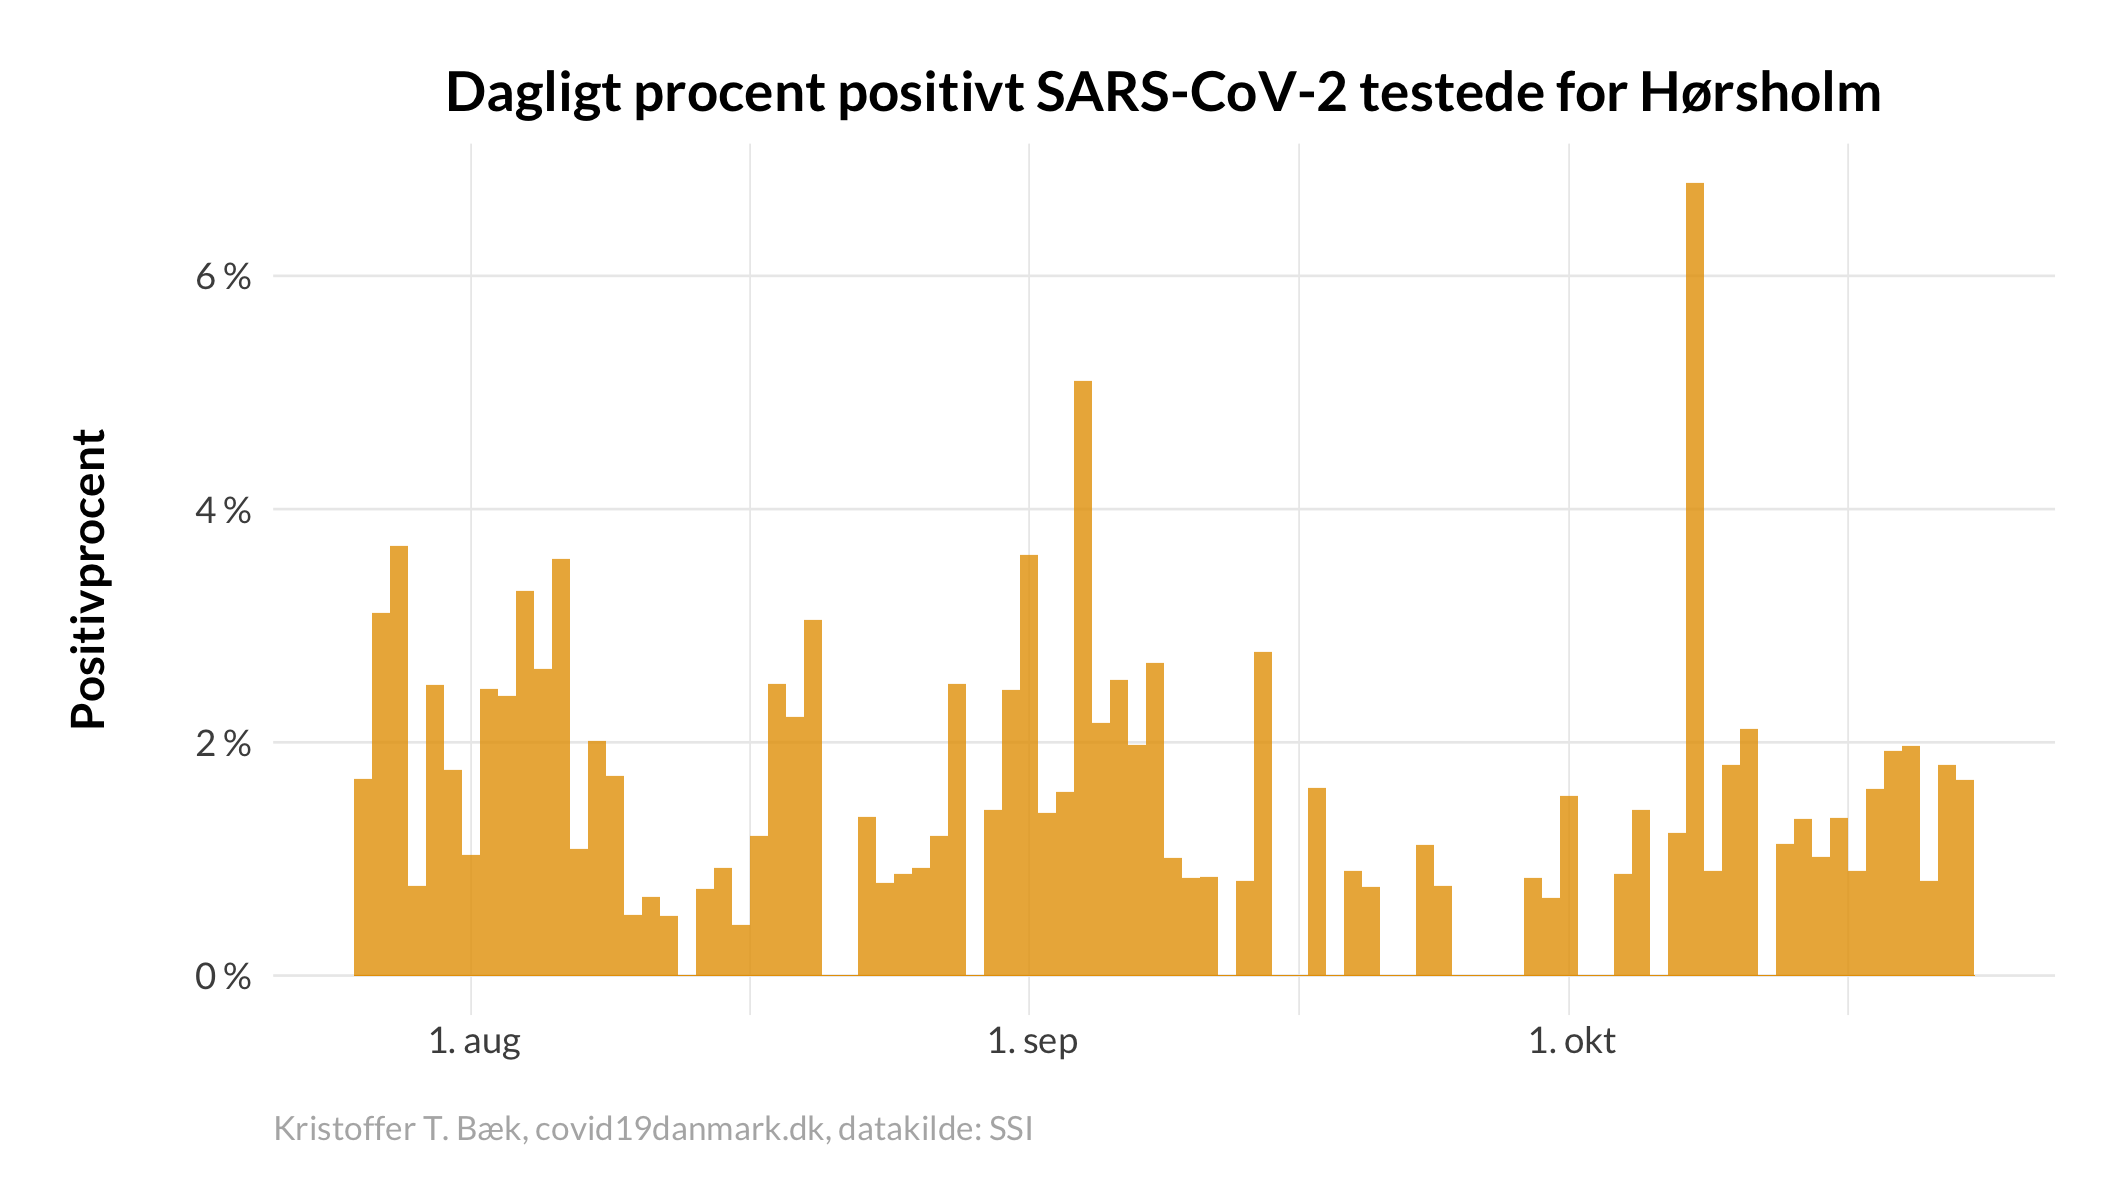 Dagligt procent positivt SARS-CoV-2 testede for Hørsholm
Positivprocent
6 %
4 %
2 %
0 %
1. aug
1. sep
1. okt
Kristoffer T. Bæk, covid19danmark.dk, datakilde: SSI